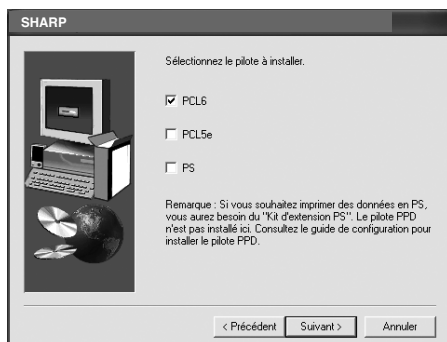 SHARP
Sélectionnez le pilote à installer.
PCL6
PCL5e
PS
Remarque : Si vous souhaitez imprimer des données en PS,
vous aurez besoin du "Kit d'extension PS". Le pilote PPD
n'est pas installé ici. Consultez le guide de configuration pour
installer le pilote PPD.
< Précédent
Suivant >
Annuler